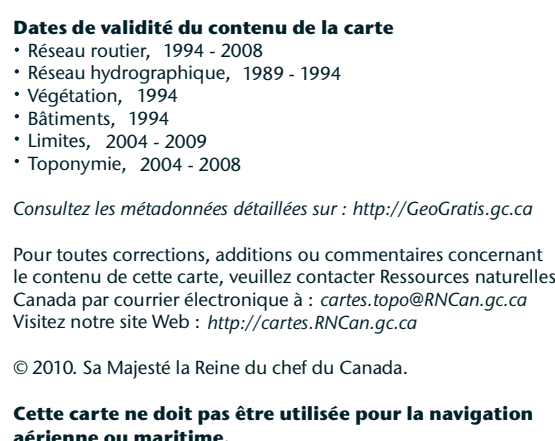 Dates de validité du contenu de la carte
• Réseau routier, 1994 - 2008
• Réseau hydrographique, 1989 - 1994
• Végétation, 1994
• Bâtiments, 1994
• Limites, 2004 - 2009
• Toponymie, 2004 - 2008
Consultez les métadonnées détaillées sur : http://GeoGratis.gc.ca
Pour toutes corrections, additions ou commentaires concernant
le contenu de cette carte, veuillez contacter Ressources naturelles
Canada par courrier électronique à : cartes.topo@RNCan.gc.ca
Visitez notre site Web : http://cartes.RNCan.gc.ca
© 2010. Sa Majesté la Reine du chef du Canada.
Cette carte ne doit pas être utilisée pour la navigation
aérienne ou maritime.